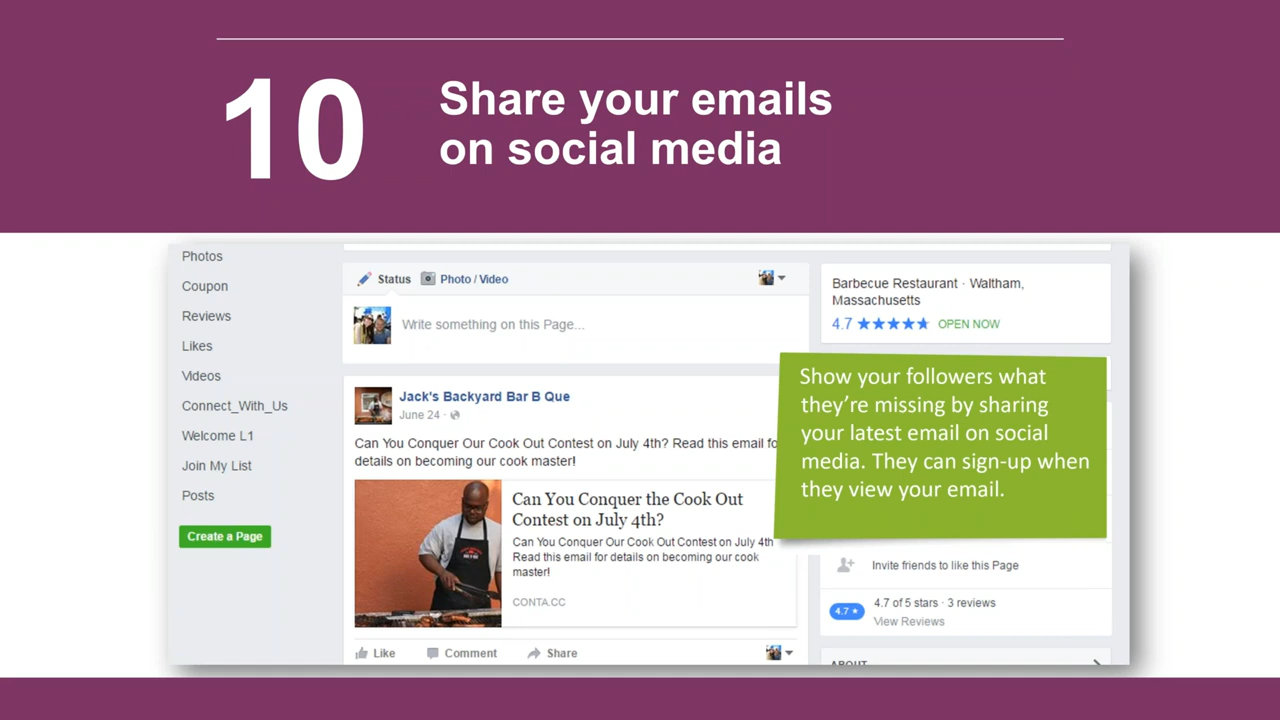 10
Share your emails
on social media
Photos
Coupon
Reviews
Likes
Videos
Connect_With_Us
Welcome L1
Join My List
Posts
Create a Page
Status
Photo / Video
Write something on this Page...
Jack's Backyard Bar B Que
June 24 ·
Can You Conquer Our Cook Out Contest on July 4th? Read this email fo
details on becoming our cook master!
Can You Conquer the Cook Out
Contest on July 4th?
Can You Conquer Our Cook Out Contest on July 4th
Read this email for details on becoming our cook
master!
CONTA.CC
Like
Comment
Share
Barbecue Restaurant · Waltham,
Massachusetts
4.7 ★★★★★ OPEN NOW
Show your followers what
they’re missing by sharing
your latest email on social
media. They can sign-up when
they view your email.
Invite friends to like this Page
4.7 ★
4.7 of 5 stars · 3 reviews
View Reviews
ABOUT